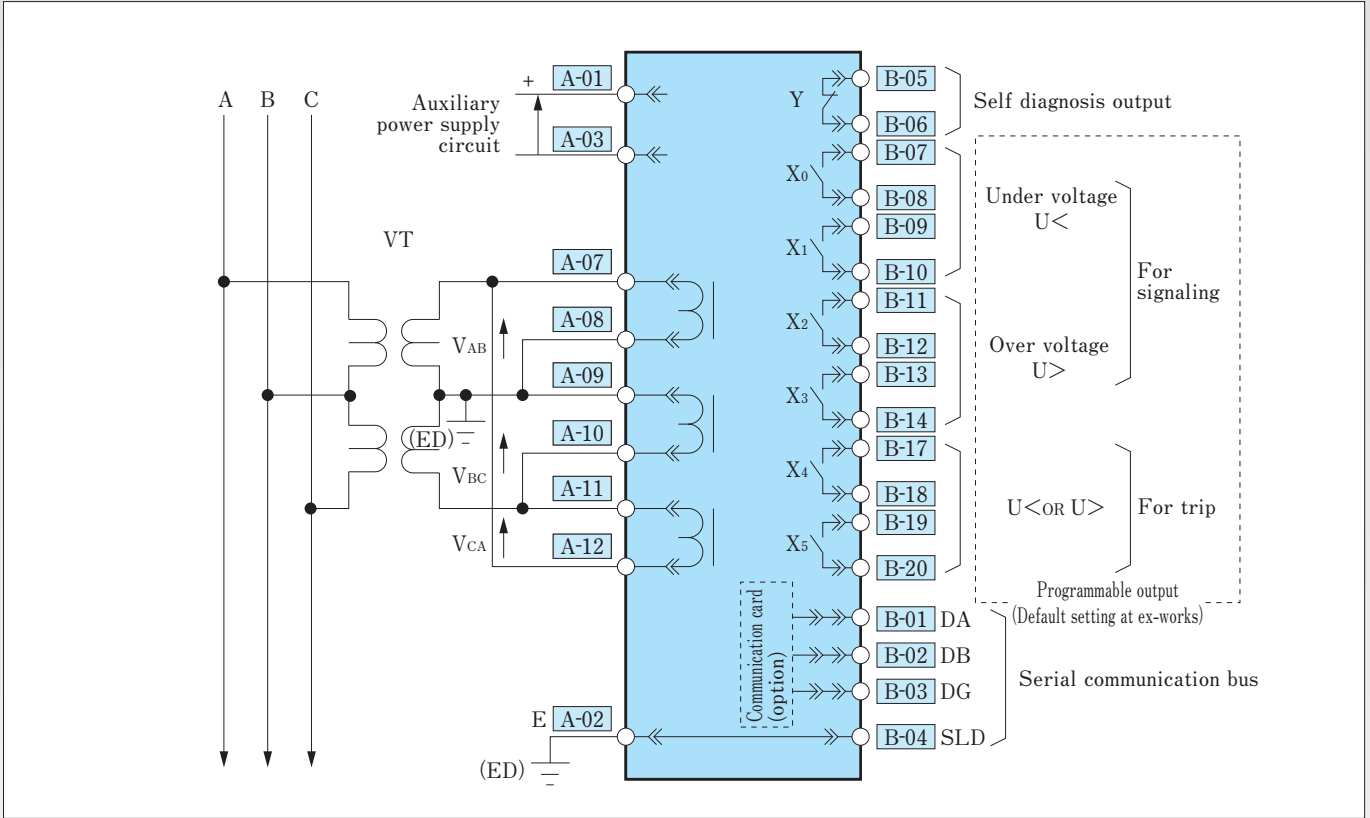 A B C
Auxiliary
power supply
circuit
+
A-01
A-03
VT
A-07
A-08
VAB
A-09
(ED)
A-10
VBC
A-11
VCA
A-12
E A-02
(ED)
Y
X0
X1
X2
X3
X4
X5
Communication card
(option)
B-05
B-06
B-07
B-08
B-09
B-10
B-11
B-12
B-13
B-14
B-17
B-18
B-19
B-20
B-01 DA
B-02 DB
B-03 DG
B-04 SLD
Self diagnosis output
Under voltage
U<
Over voltage
U>
For
signaling
U<OR U>
For trip
Programmable output
(Default setting at ex-works)
Serial communication bus